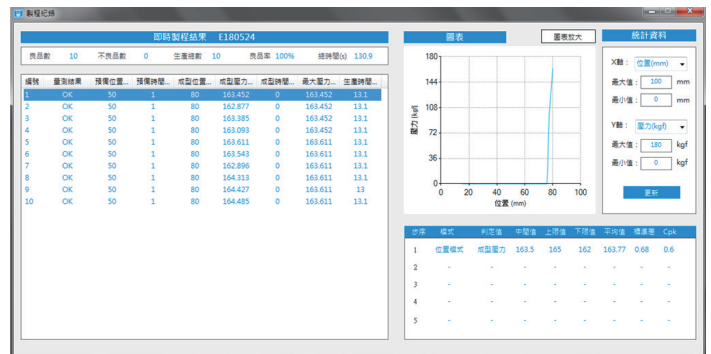 製程紀錄
即時製程結果 E180524
良品數 10 不良品數 0 生產總數 10 良品率 100% 總時間(s) 130.9
編號 量測結果 預備位置... 預備時間... 成型位置... 成型壓力... 成型時間... 最大壓力... 生產時間...
1 OK 50 1 80 163.452 0 163.452 13.1
2 OK 50 1 80 162.877 0 163.452 13.1
3 OK 50 1 80 163.385 0 163.452 13.1
4 OK 50 1 80 163.093 0 163.452 13.1
5 OK 50 1 80 163.611 0 163.611 13.1
6 OK 50 1 80 163.543 0 163.611 13.1
7 OK 50 1 80 162.896 0 163.611 13.1
8 OK 50 1 80 164.313 0 163.611 13.1
9 OK 50 1 80 164.427 0 163.611 13
10 OK 50 1 80 164.485 0 163.611 13.1
圖表 圖表放大
180
144
108
72
36
0
壓力 (kgf)
0 20 40 60 80 100
位置 (mm)
統計資料
X軸： 位置(mm)
最大值： 100 mm
最小值： 0 mm
Y軸： 壓力(kgf)
最大值： 180 kgf
最小值： 0 kgf
更新
步序 模式 判定值 中間值 上限值 下限值 平均值 標準差 Cpk
1 位置模式 成型壓力 163.5 165 162 163.77 0.68 0.6
2 - - - - - - - -
3 - - - - - - - -
4 - - - - - - - -
5 - - - - - - - -